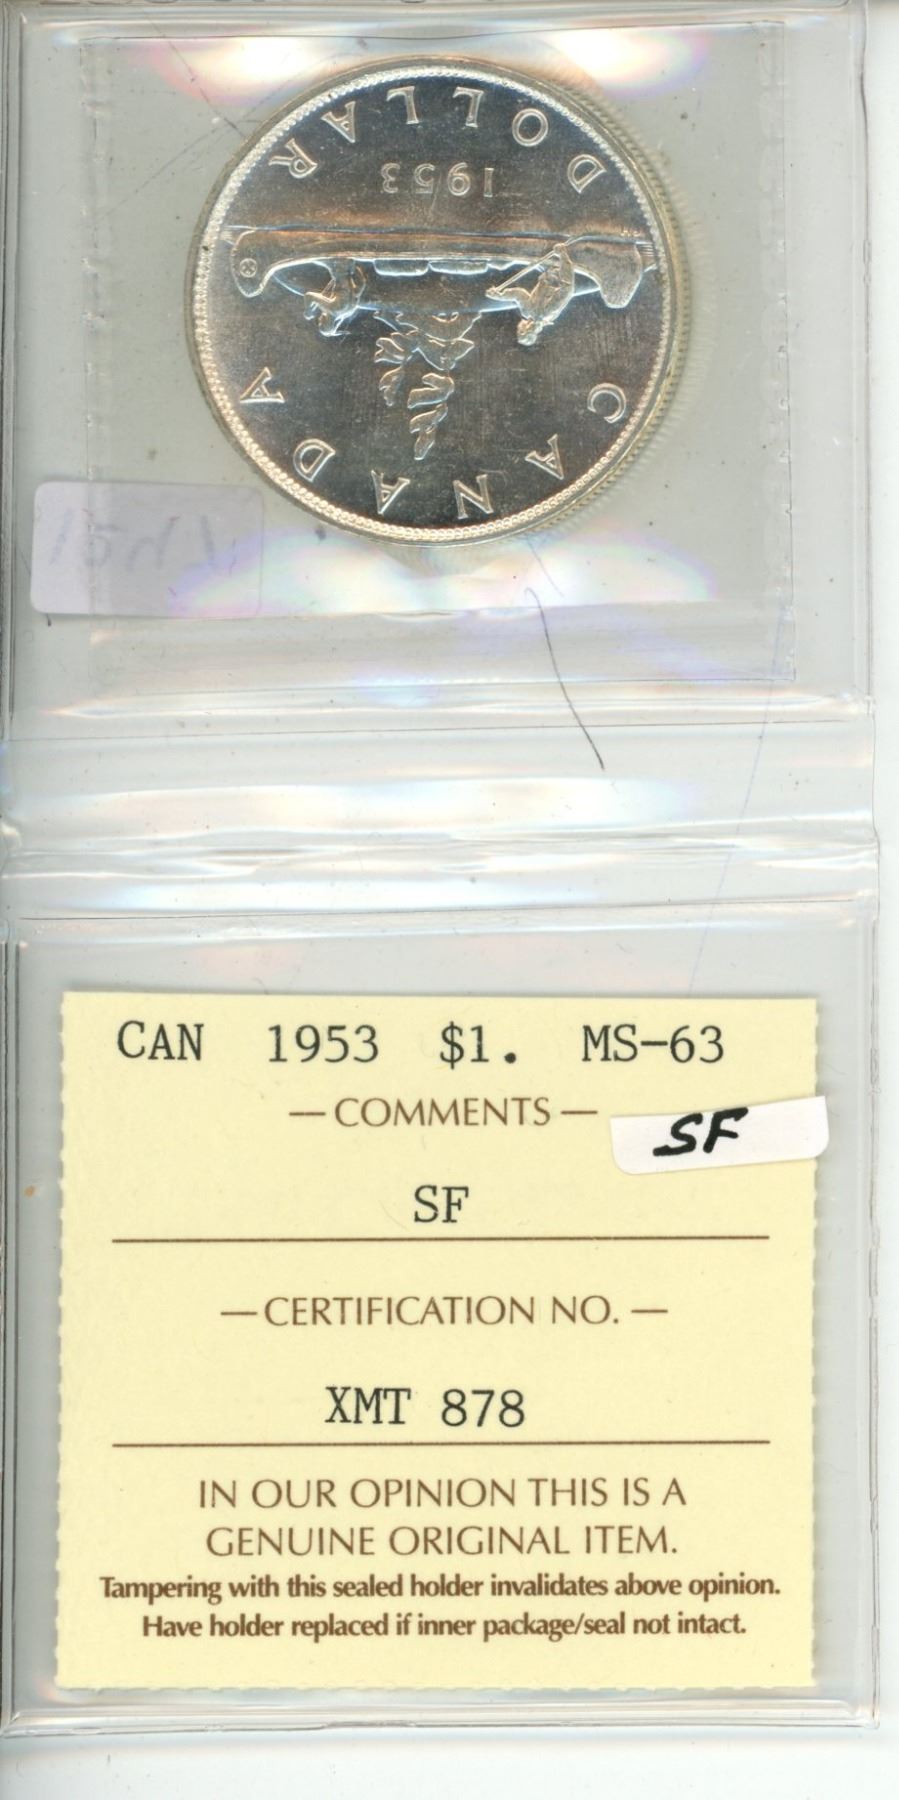 DOLLAR
1953
CANADA
CAN 1953 $1. MS-63
— COMMENTS —
SF
SF
— CERTIFICATION NO. —
XMT 878
IN OUR OPINION THIS IS A
GENUINE ORIGINAL ITEM.
Tampering with this sealed holder invalidates above opinion.
Have holder replaced if inner package/seal not intact.